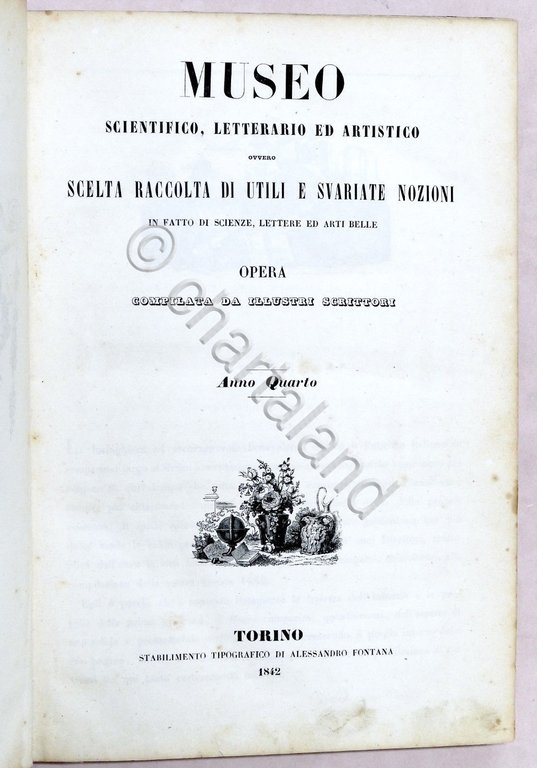 MUSEO
SCIENTIFICO, LETTERARIO ED ARTISTICO
OVVERO
SCELTA RACCOLTA DI UTILI E SVARIATE NOZIONI
IN FATTO DI SCIENZE, LETTERE ED ARTI BELLE
OPERA
COMPILATA DA ILLUSTRI SCRITTORI
Anno Quarto
TORINO
STABILIMENTO TIPOGRAFICO DI ALESSANDRO FONTANA
1842
© chartaland